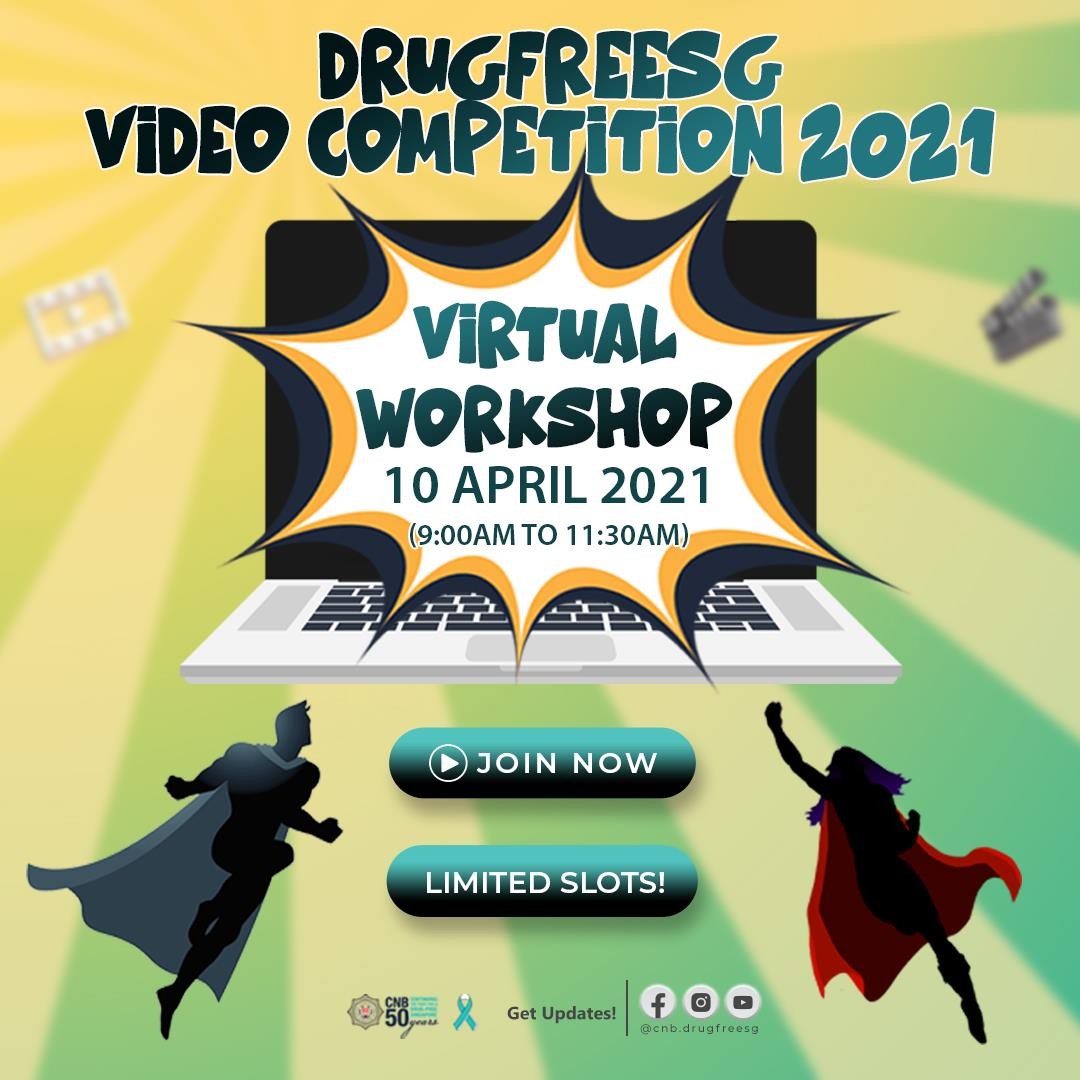 DRUGFREESG
VIDEO COMPETITION 2021
VIRTUAL
WORKSHOP
10 APRIL 2021
(9:00AM TO 11:30AM)
JOIN NOW
LIMITED SLOTS!
CNB
50 years
Get Updates!
@cnb.drugfreesg